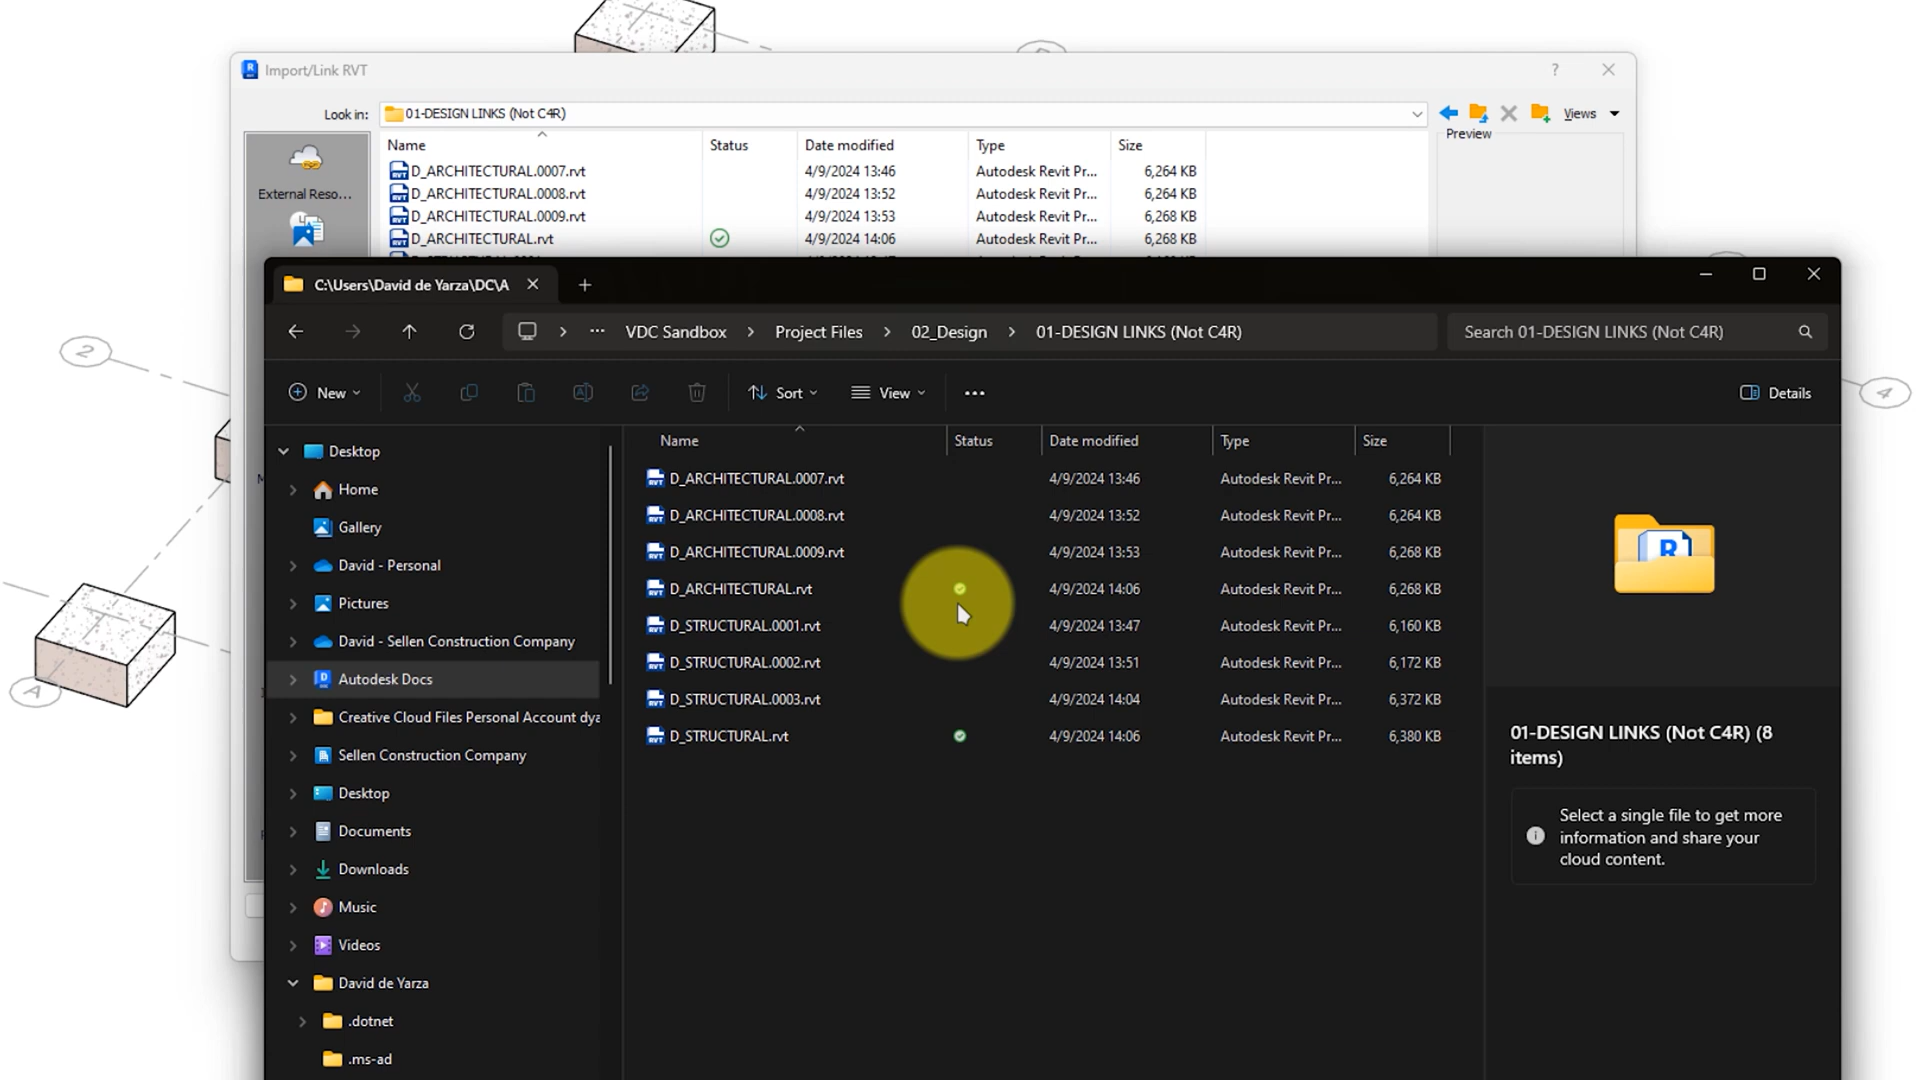 Import/Link RVT
?
Look in: 01-DESIGN LINKS (Not C4R) Views
Preview
Name Status Date modified Type Size
D_ARCHITECTURAL.0007.rvt 4/9/2024 13:46 Autodesk Revit Pr... 6,264 KB
External Reso... D_ARCHITECTURAL.0008.rvt 4/9/2024 13:52 Autodesk Revit Pr... 6,264 KB
D_ARCHITECTURAL.0009.rvt 4/9/2024 13:53 Autodesk Revit Pr... 6,268 KB
D_ARCHITECTURAL.rvt 4/9/2024 14:06 Autodesk Revit Pr... 6,268 KB
C:\Users\David de Yarza\DC\A
VDC Sandbox > Project Files > 02_Design > 01-DESIGN LINKS (Not C4R) Search 01-DESIGN LINKS (Not C4R)
New Sort View ... Details
2
4
A
Desktop
Home
Gallery
David - Personal
Pictures
David - Sellen Construction Company
Autodesk Docs
Creative Cloud Files Personal Account dya
Sellen Construction Company
Desktop
Documents
Downloads
Music
Videos
David de Yarza
.dotnet
.ms-ad
Name Status Date modified Type Size
D_ARCHITECTURAL.0007.rvt 4/9/2024 13:46 Autodesk Revit Pr... 6,264 KB
D_ARCHITECTURAL.0008.rvt 4/9/2024 13:52 Autodesk Revit Pr... 6,264 KB
D_ARCHITECTURAL.0009.rvt 4/9/2024 13:53 Autodesk Revit Pr... 6,268 KB
D_ARCHITECTURAL.rvt 4/9/2024 14:06 Autodesk Revit Pr... 6,268 KB
D_STRUCTURAL.0001.rvt 4/9/2024 13:47 Autodesk Revit Pr... 6,160 KB
D_STRUCTURAL.0002.rvt 4/9/2024 13:51 Autodesk Revit Pr... 6,172 KB
D_STRUCTURAL.0003.rvt 4/9/2024 14:04 Autodesk Revit Pr... 6,372 KB
D_STRUCTURAL.rvt 4/9/2024 14:06 Autodesk Revit Pr... 6,380 KB
01-DESIGN LINKS (Not C4R) (8
items)
Select a single file to get more
information and share your
cloud content.